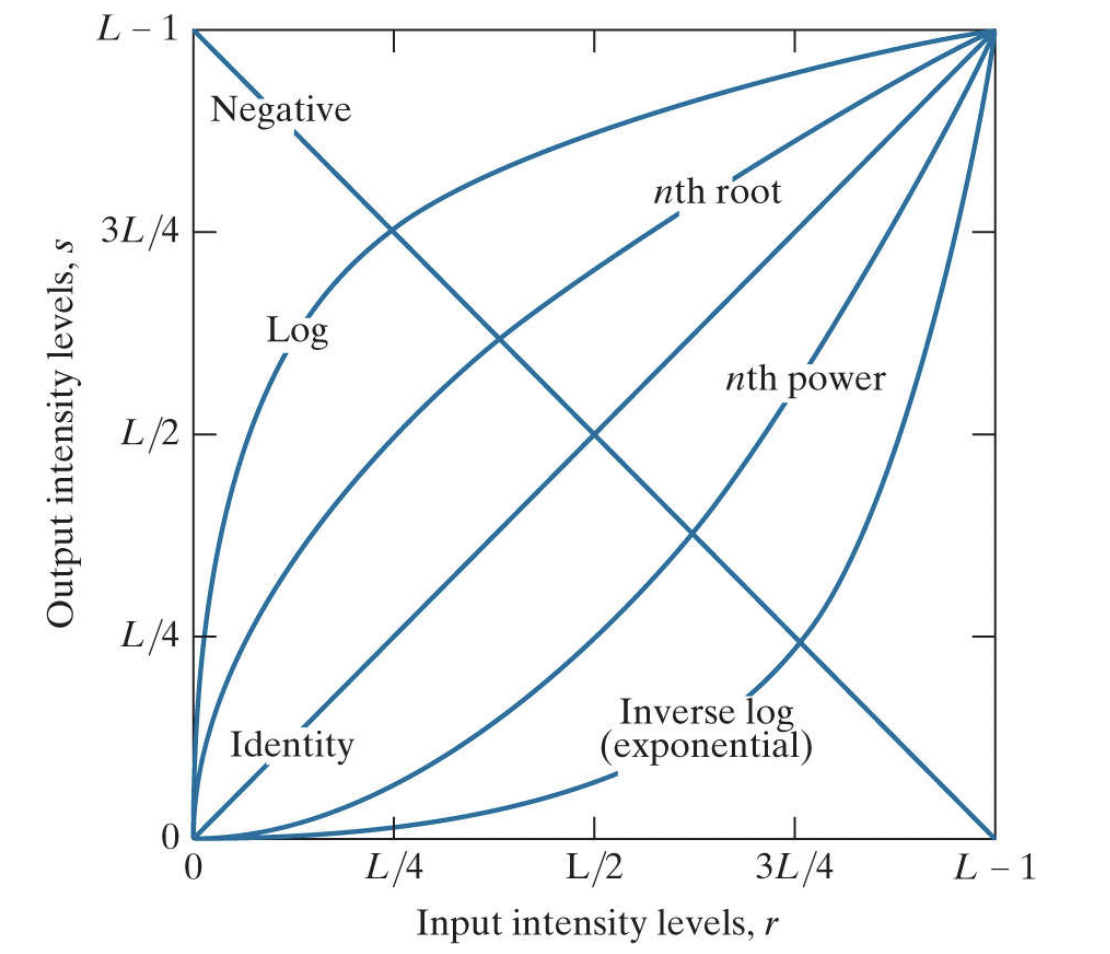 L – 1
Negative
nth root
3L/4
Log
nth power
L/2
Output intensity levels, s
L/4
Inverse log
(exponential)
Identity
0
0
L/4
L/2
3L/4
L – 1
Input intensity levels, r